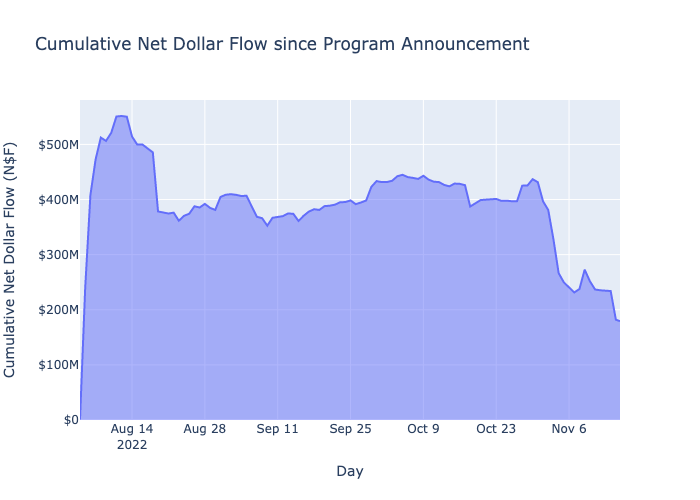 Cumulative Net Dollar Flow since Program Announcement
Cumulative Net Dollar Flow (N$F)
$500M
$400M
$300M
$200M
$100M
$0
Aug 14
2022
Aug 28
Sep 11
Sep 25
Oct 9
Oct 23
Nov 6
Day